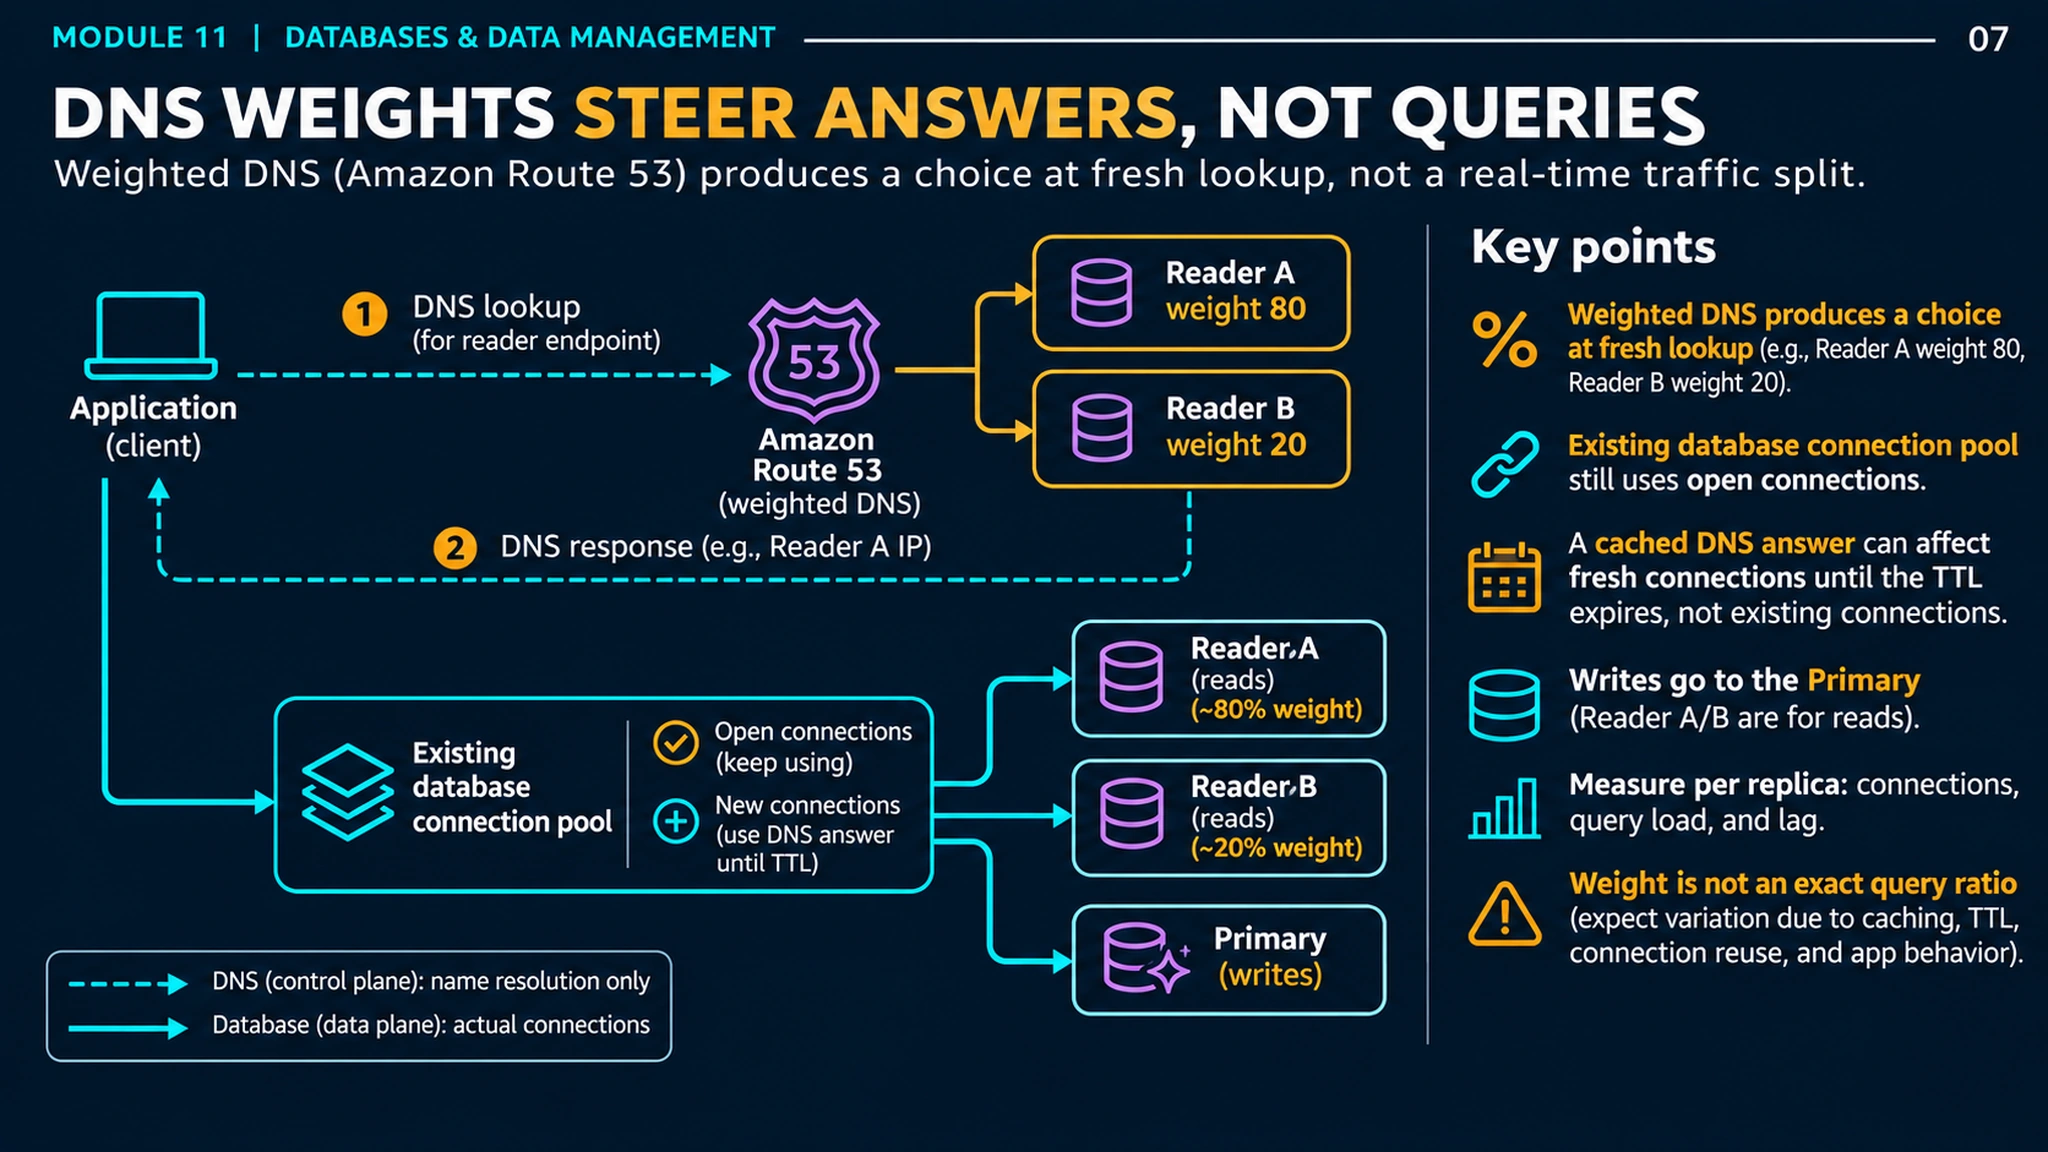 MODULE 11 | DATABASES & DATA MANAGEMENT
07
DNS WEIGHTS STEER ANSWERS, NOT QUERIES
Weighted DNS (Amazon Route 53) produces a choice at fresh lookup, not a real-time traffic split.
Application
(client)
1
DNS lookup
(for reader endpoint)
53
Amazon
Route 53
(weighted DNS)
Reader A
weight 80
Reader B
weight 20
2
DNS response (e.g., Reader A IP)
Existing
database
connection pool
Open connections
(keep using)
New connections
(use DNS answer
until TTL)
Reader A
(reads)
(~80% weight)
Reader B
(reads)
(~20% weight)
Primary
(writes)
DNS (control plane): name resolution only
Database (data plane): actual connections
Key points
%
Weighted DNS produces a choice
at fresh lookup (e.g., Reader A weight 80,
Reader B weight 20).
Existing database connection pool
still uses open connections.
A cached DNS answer can affect
fresh connections until the TTL
expires, not existing connections.
Writes go to the Primary
(Reader A/B are for reads).
Measure per replica: connections,
query load, and lag.
Weight is not an exact query ratio
(expect variation due to caching, TTL,
connection reuse, and app behavior).